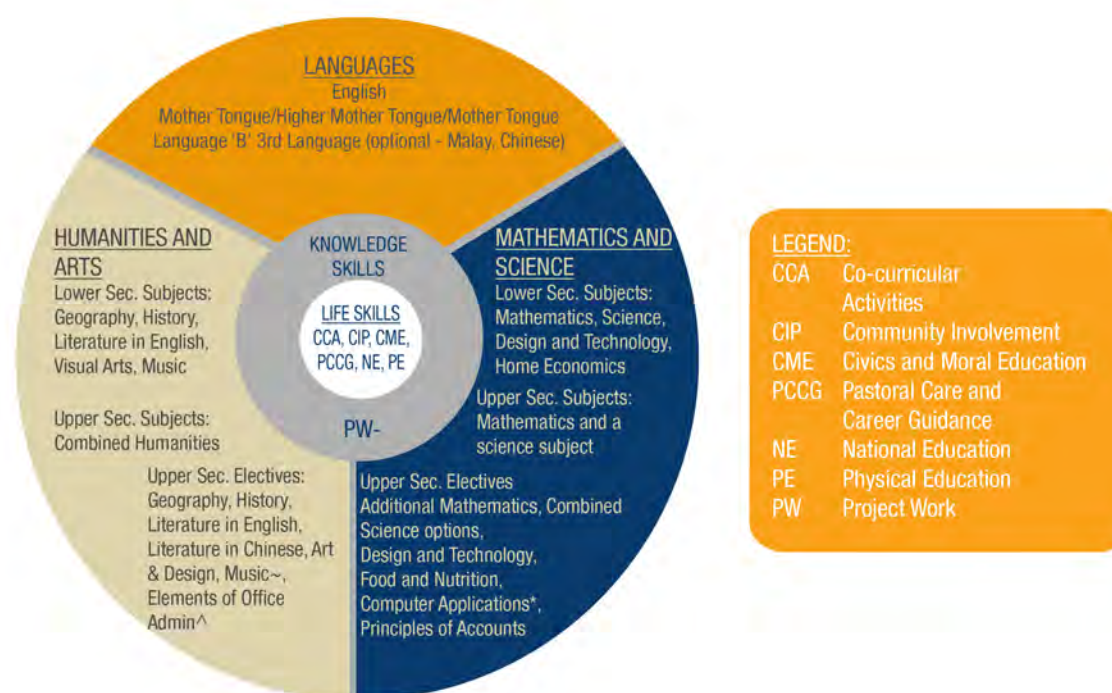 LANGUAGES
English
Mother Tongue/Higher Mother Tongue/Mother Tongue
Language 'B' 3rd Language (optional - Malay, Chinese)
HUMANITIES AND
ARTS
Lower Sec. Subjects:
Geography, History,
Literature in English,
Visual Arts, Music
Upper Sec. Subjects:
Combined Humanities
Upper Sec. Electives:
Geography, History,
Literature in English,
Literature in Chinese, Art
& Design, Music~,
Elements of Office
Admin^
KNOWLEDGE
SKILLS
LIFE SKILLS
CCA, CIP, CME,
PCCG, NE, PE
PW-
MATHEMATICS AND
SCIENCE
Lower Sec. Subjects:
Mathematics, Science,
Design and Technology,
Home Economics
Upper Sec. Subjects:
Mathematics and a
science subject
Upper Sec. Electives
Additional Mathematics, Combined
Science options,
Design and Technology,
Food and Nutrition,
Computer Applications*,
Principles of Accounts
LEGEND:
CCA Co-curricular
Activities
CIP Community Involvement
CME Civics and Moral Education
PCCG Pastoral Care and
Career Guidance
NE National Education
PE Physical Education
PW Project Work